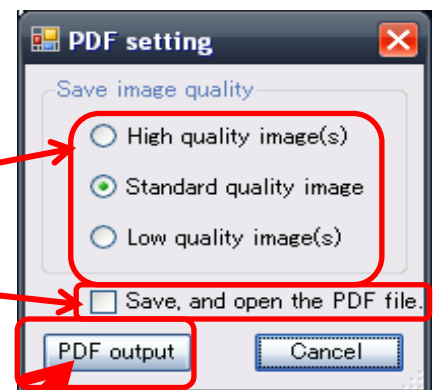 PDF setting
Save image quality
High quality image(s)
Standard quality image
Low quality image(s)
Save, and open the PDF file.
PDF output Cancel